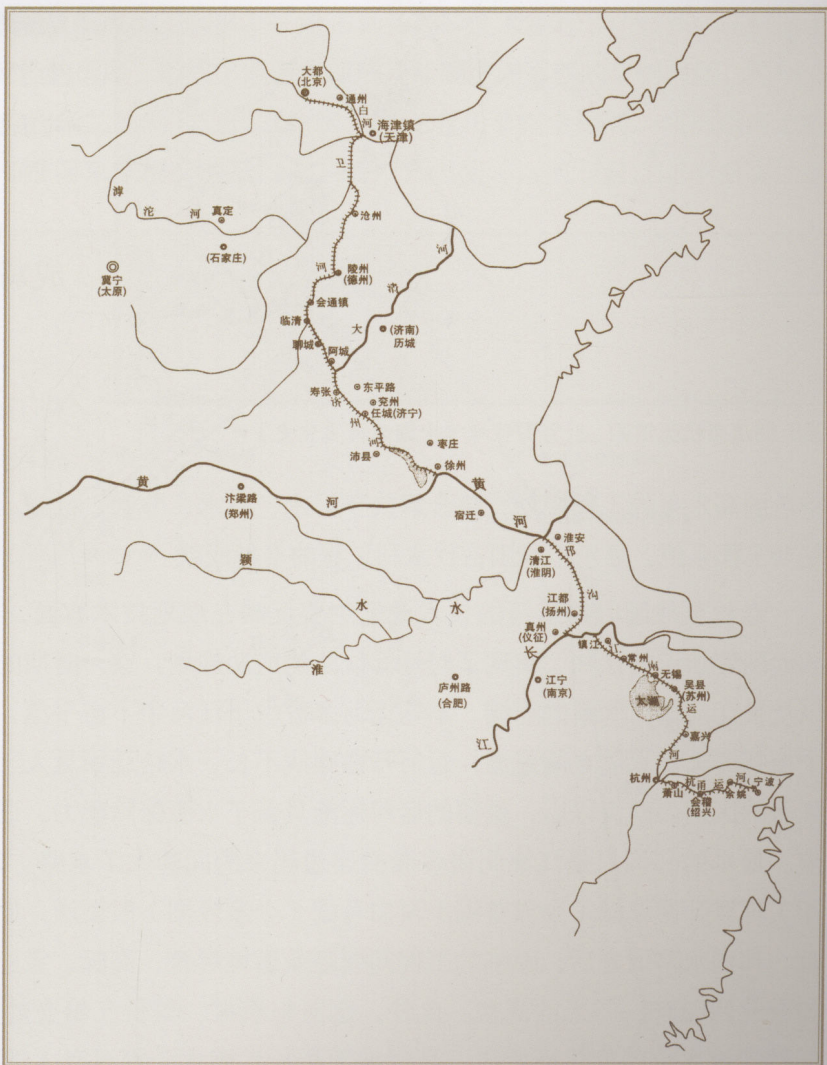 大都
(北京)
通州
白河
海津镇
(天津)
卫河
滹沱河
真定
(石家庄)
沧州
冀宁
(太原)
陵州
(德州)
会通镇
临清
聊城
阿城
大清河
(济南)
历城
寿张
东平路
兖州
任城(济宁)
济州河
枣庄
沛县
徐州
黄河
黄河
汴梁路
(郑州)
宿迁
淮安
清江
(淮阴)
邗沟
颖水
淮水
江都
(扬州)
真州
(仪征)
长江
镇江
常州
无锡
吴县
(苏州)
太湖
江宁
(南京)
庐州路
(合肥)
运河
嘉兴
杭州
萧山
杭甬运河
会稽
(绍兴)
余姚
(宁波)